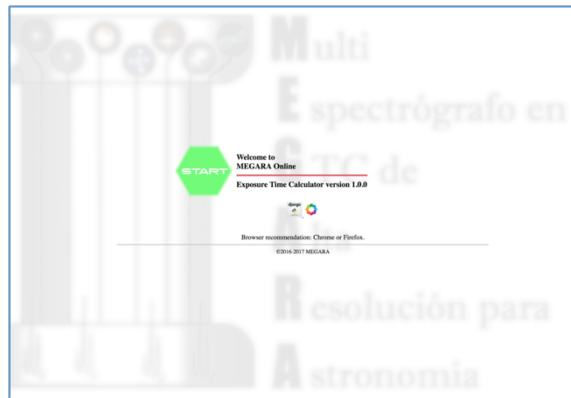 Multi
Espectrógrafo en
GTC de
Alta
Resolución para
Astronomia
START
Welcome to
MEGARA Online
Exposure Time Calculator version 1.0.0
django
Browser recommendation: Chrome or Firefox.
©2016-2017 MEGARA